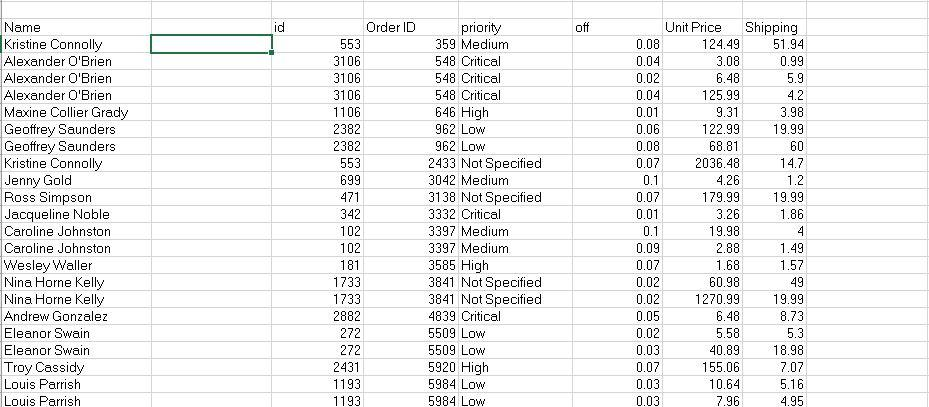 Name id Order ID priority off Unit Price Shipping
Kristine Connolly 553 359 Medium 0.08 124.49 51.94
Alexander O'Brien 3106 548 Critical 0.04 3.08 0.99
Alexander O'Brien 3106 548 Critical 0.02 6.48 5.9
Alexander O'Brien 3106 548 Critical 0.04 125.99 4.2
Maxine Collier Grady 1106 646 High 0.01 9.31 3.98
Geoffrey Saunders 2382 962 Low 0.06 122.99 19.99
Geoffrey Saunders 2382 962 Low 0.08 68.81 60
Kristine Connolly 553 2433 Not Specified 0.07 2036.48 14.7
Jenny Gold 699 3042 Medium 0.1 4.26 1.2
Ross Simpson 471 3138 Not Specified 0.07 179.99 19.99
Jacqueline Noble 342 3332 Critical 0.01 3.26 1.86
Caroline Johnston 102 3397 Medium 0.1 19.98 4
Caroline Johnston 102 3397 Medium 0.09 2.88 1.49
Wesley Waller 181 3585 High 0.07 1.68 1.57
Nina Horne Kelly 1733 3841 Not Specified 0.02 60.98 49
Nina Horne Kelly 1733 3841 Not Specified 0.02 1270.99 19.99
Andrew Gonzalez 2882 4839 Critical 0.05 6.48 8.73
Eleanor Swain 272 5509 Low 0.02 5.58 5.3
Eleanor Swain 272 5509 Low 0.03 40.89 18.98
Troy Cassidy 2431 5920 High 0.07 155.06 7.07
Louis Parrish 1193 5984 Low 0.03 10.64 5.16
Louis Parrish 1193 5984 Low 0.03 7.96 4.95